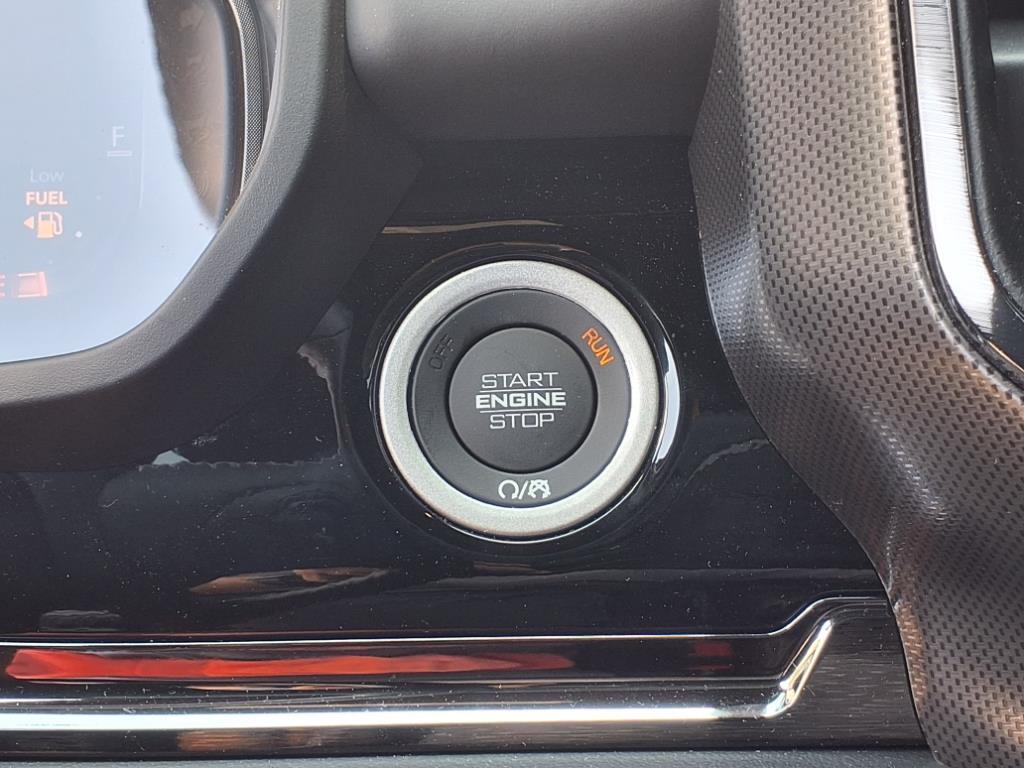 F
Low
FUEL
OFF
RUN
START
ENGINE
STOP